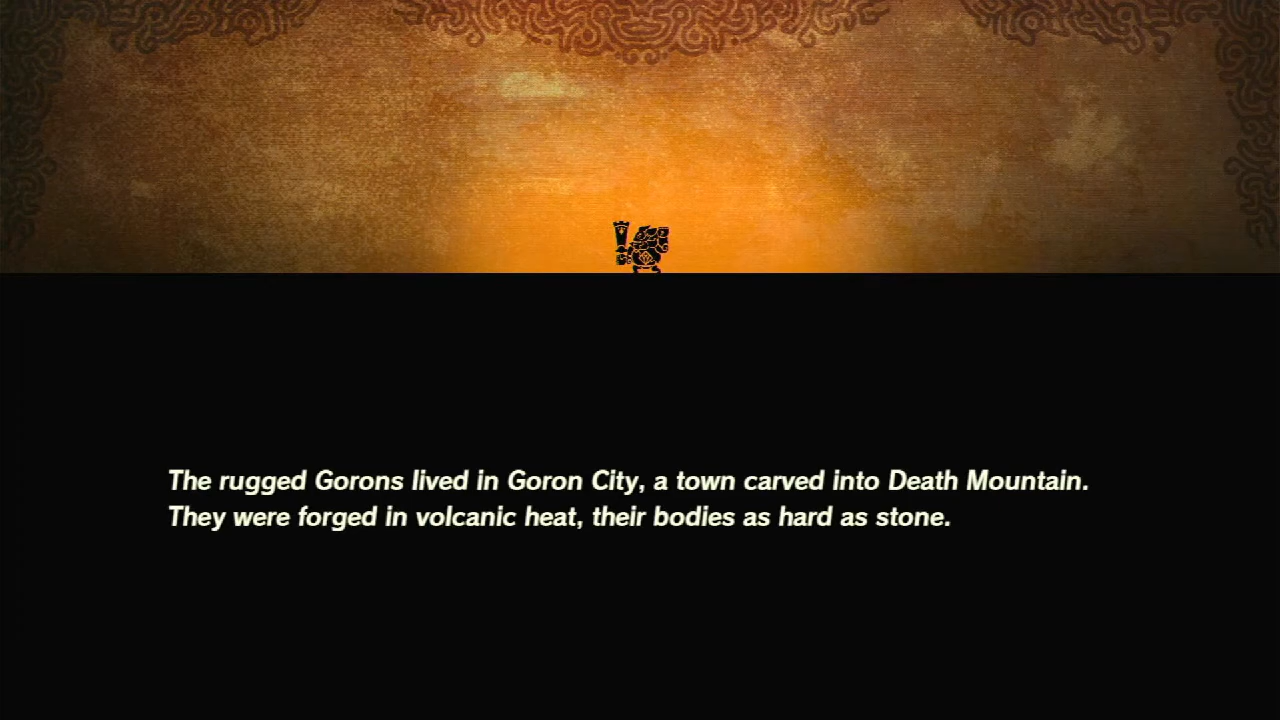 The rugged Gorons lived in Goron City, a town carved into Death Mountain.
They were forged in volcanic heat, their bodies as hard as stone.